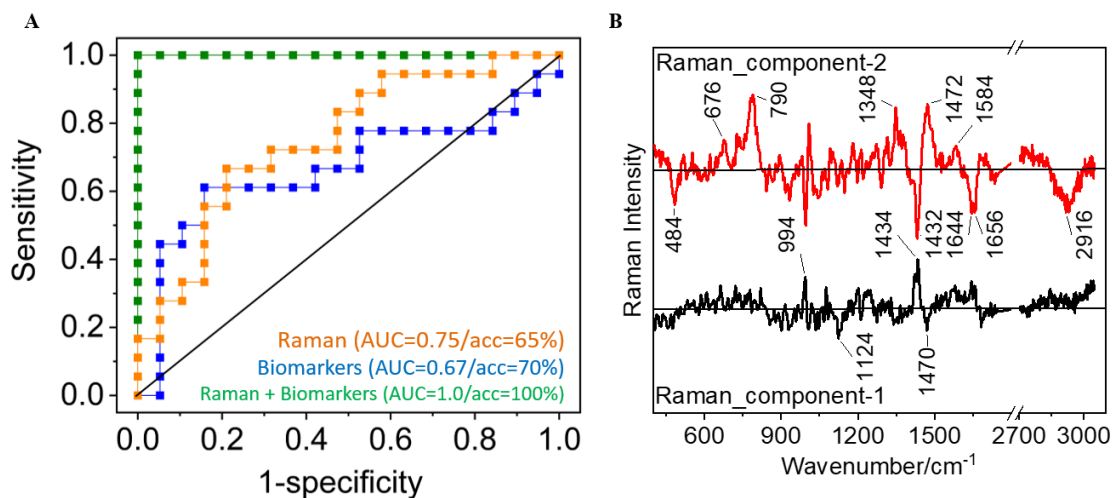 A
Sensitivity
1.0
0.8
0.6
0.4
0.2
0.0
Raman (AUC=0.75/acc=65%)
Biomarkers (AUC=0.67/acc=70%)
Raman + Biomarkers (AUC=1.0/acc=100%)
0.0 0.2 0.4 0.6 0.8 1.0
1-specificity
B
Raman Intensity
Raman_component-2
676 790 1348 1472 1584
484 994 1434 1432 1644 1656 2916
1124 1470
Raman_component-1
600 900 1200 1500 2700 3000
Wavenumber/cm⁻¹